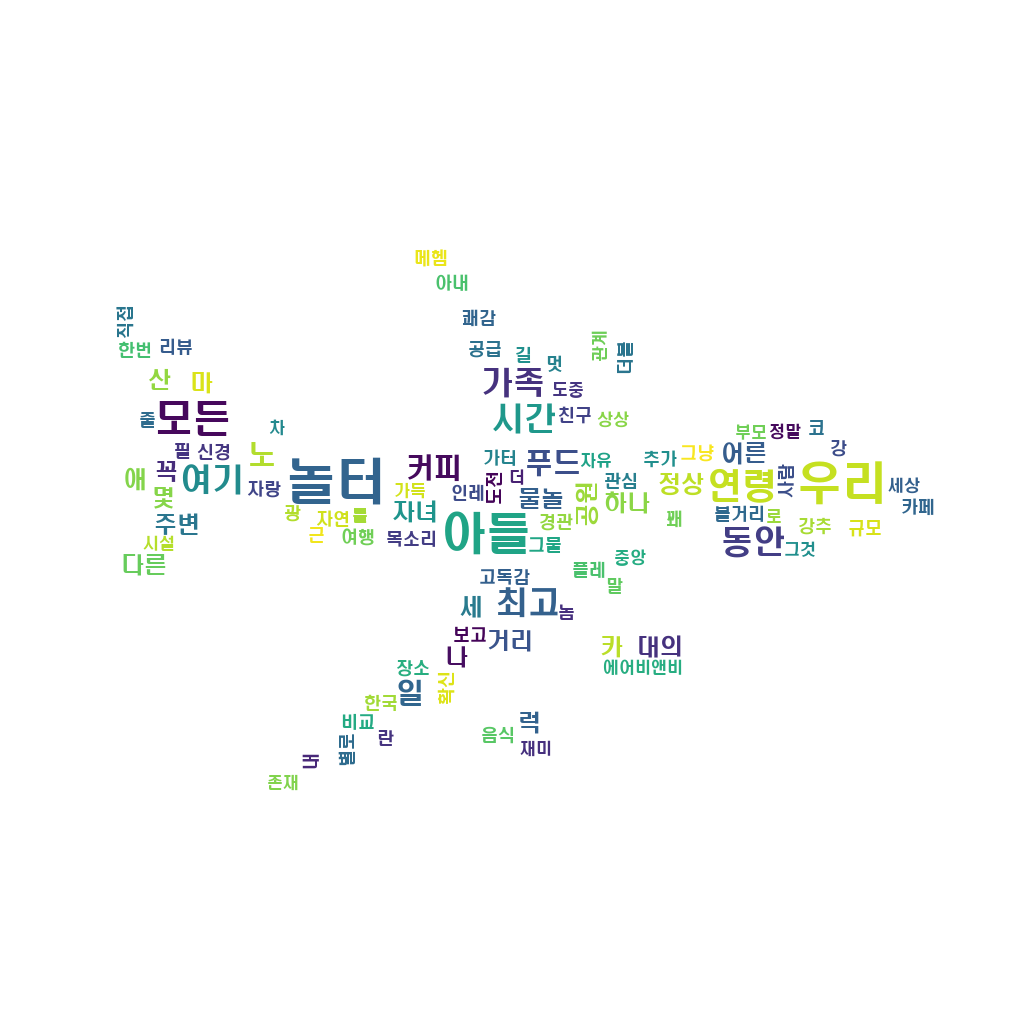 메헴
아내
직접
쾌감
한번
리뷰
공급
길
멋
관계
더블
산
마
가족
도중
줄
모든
시간
친구
상상
차
부모
정말
코
필
신경
노
커피
가터
푸드
자유
추가
그냥
어른
강
애
꼭
여기
자랑
놀터
가득
인레
도전
더
물놀
관심
정상
연령
사람
우리
세상
카페
몇
주변
광
자연
틀
자녀
아들
경관
공원
하나
꽤
볼거리
로
강추
규모
시설
다른
근
여행
목소리
그물
동안
그것
중앙
고독감
플레
말
세
최고
놈
보고
거리
나
카
대의
에어비앤비
장소
일
확신
한국
비교
란
럭
음식
재미
별로
내
존재